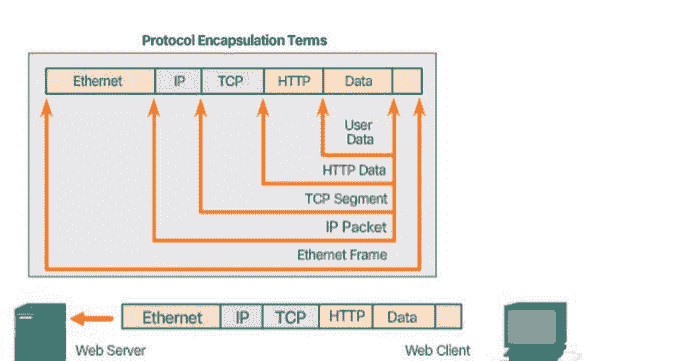 Protocol Encapsulation Terms
Ethernet IP TCP HTTP Data
User
Data
HTTP Data
TCP Segment
IP Packet
Ethernet Frame
Ethernet IP TCP HTTP Data
Web Server Web Client